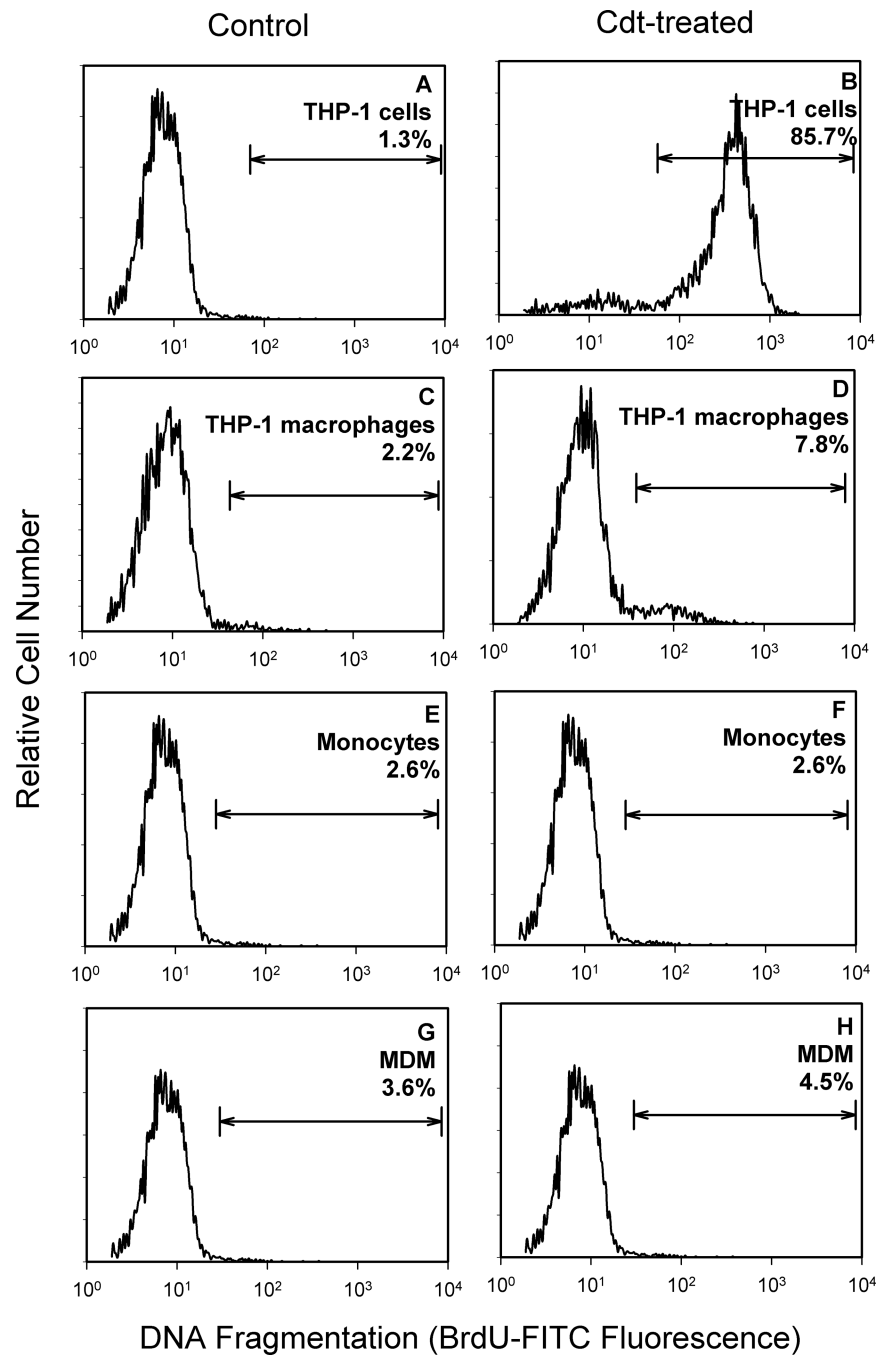 Control
Cdt-treated
A
THP-1 cells
1.3%
10⁰ 10¹ 10² 10³ 10⁴
B
THP-1 cells
85.7%
10⁰ 10¹ 10² 10³ 10⁴
C
THP-1 macrophages
2.2%
10⁰ 10¹ 10² 10³ 10⁴
D
THP-1 macrophages
7.8%
10⁰ 10¹ 10² 10³ 10⁴
E
Monocytes
2.6%
10⁰ 10¹ 10² 10³ 10⁴
F
Monocytes
2.6%
10⁰ 10¹ 10² 10³ 10⁴
G
MDM
3.6%
10⁰ 10¹ 10² 10³ 10⁴
H
MDM
4.5%
10⁰ 10¹ 10² 10³ 10⁴
Relative Cell Number
DNA Fragmentation (BrdU-FITC Fluorescence)